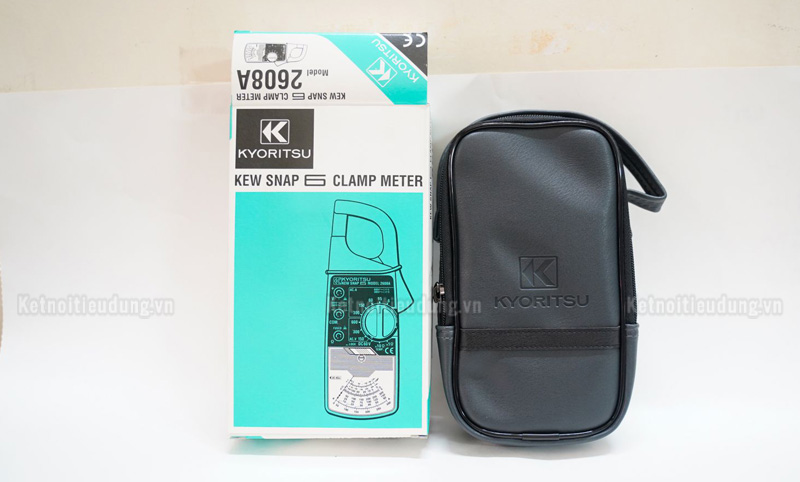 KYORITSU
CE
KEW SNAP 6 CLAMP METER
Model 2608A
KYORITSU
KEW SNAP 6 CLAMP METER
KYORITSU
KYORITSU
Ketnoitieudung.vn
Ketnoitieudung.vn
Ketnoitieudung.vn